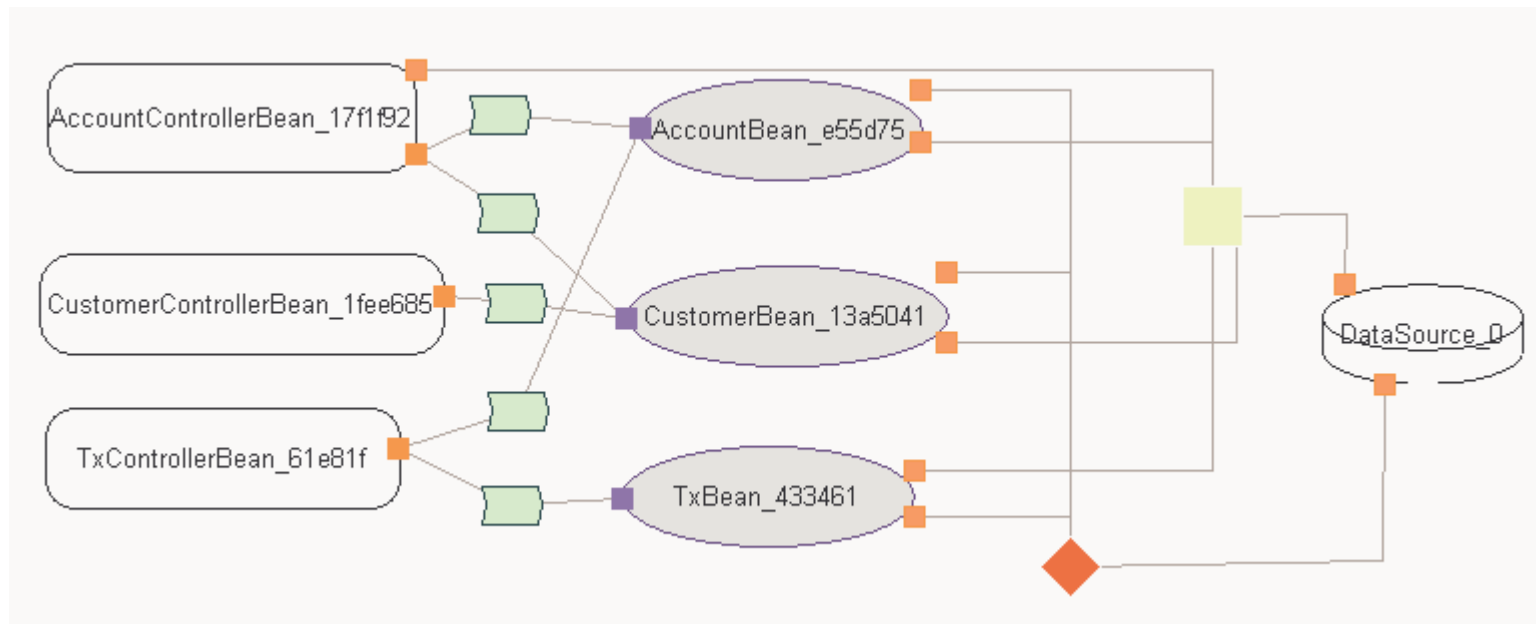 AccountControllerBean_17f1f92
AccountBean_e55d75
CustomerControllerBean_1fee685
CustomerBean_13a5041
DataSource_0
TxControllerBean_61e81f
TxBean_433461